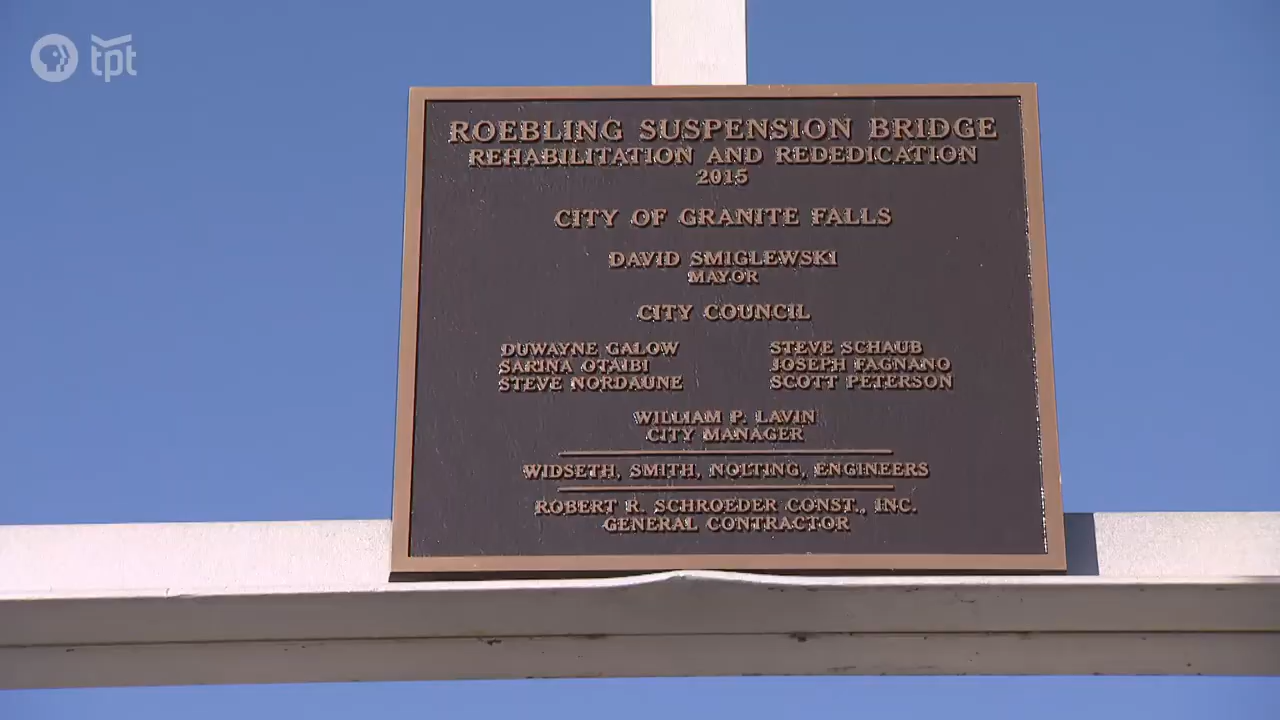 tpt
ROEBLING SUSPENSION BRIDGE
REHABILITATION AND REDEDICATION
2015
CITY OF GRANITE FALLS
DAVID SMIGLEWSKI
MAYOR
CITY COUNCIL
DUWAYNE GALOW
SARINA OTAIBI
STEVE NORDAUNE
STEVE SCHAUB
JOSEPH FAGNANO
SCOTT PETERSON
WILLIAM P. LAVIN
CITY MANAGER
WIDSETH, SMITH, NOLTING, ENGINEERS
ROBERT R. SCHROEDER CONST., INC.
GENERAL CONTRACTOR